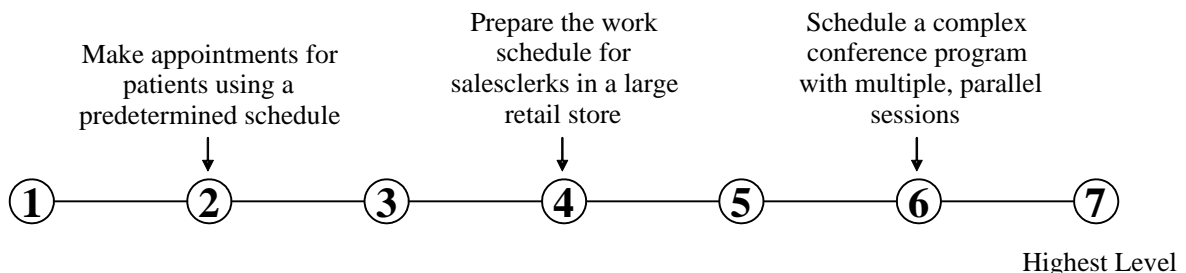 Make appointments for
patients using a
predetermined schedule
Prepare the work
schedule for
salesclerks in a large
retail store
Schedule a complex
conference program
with multiple, parallel
sessions
1 2 3 4 5 6 7
Highest Level